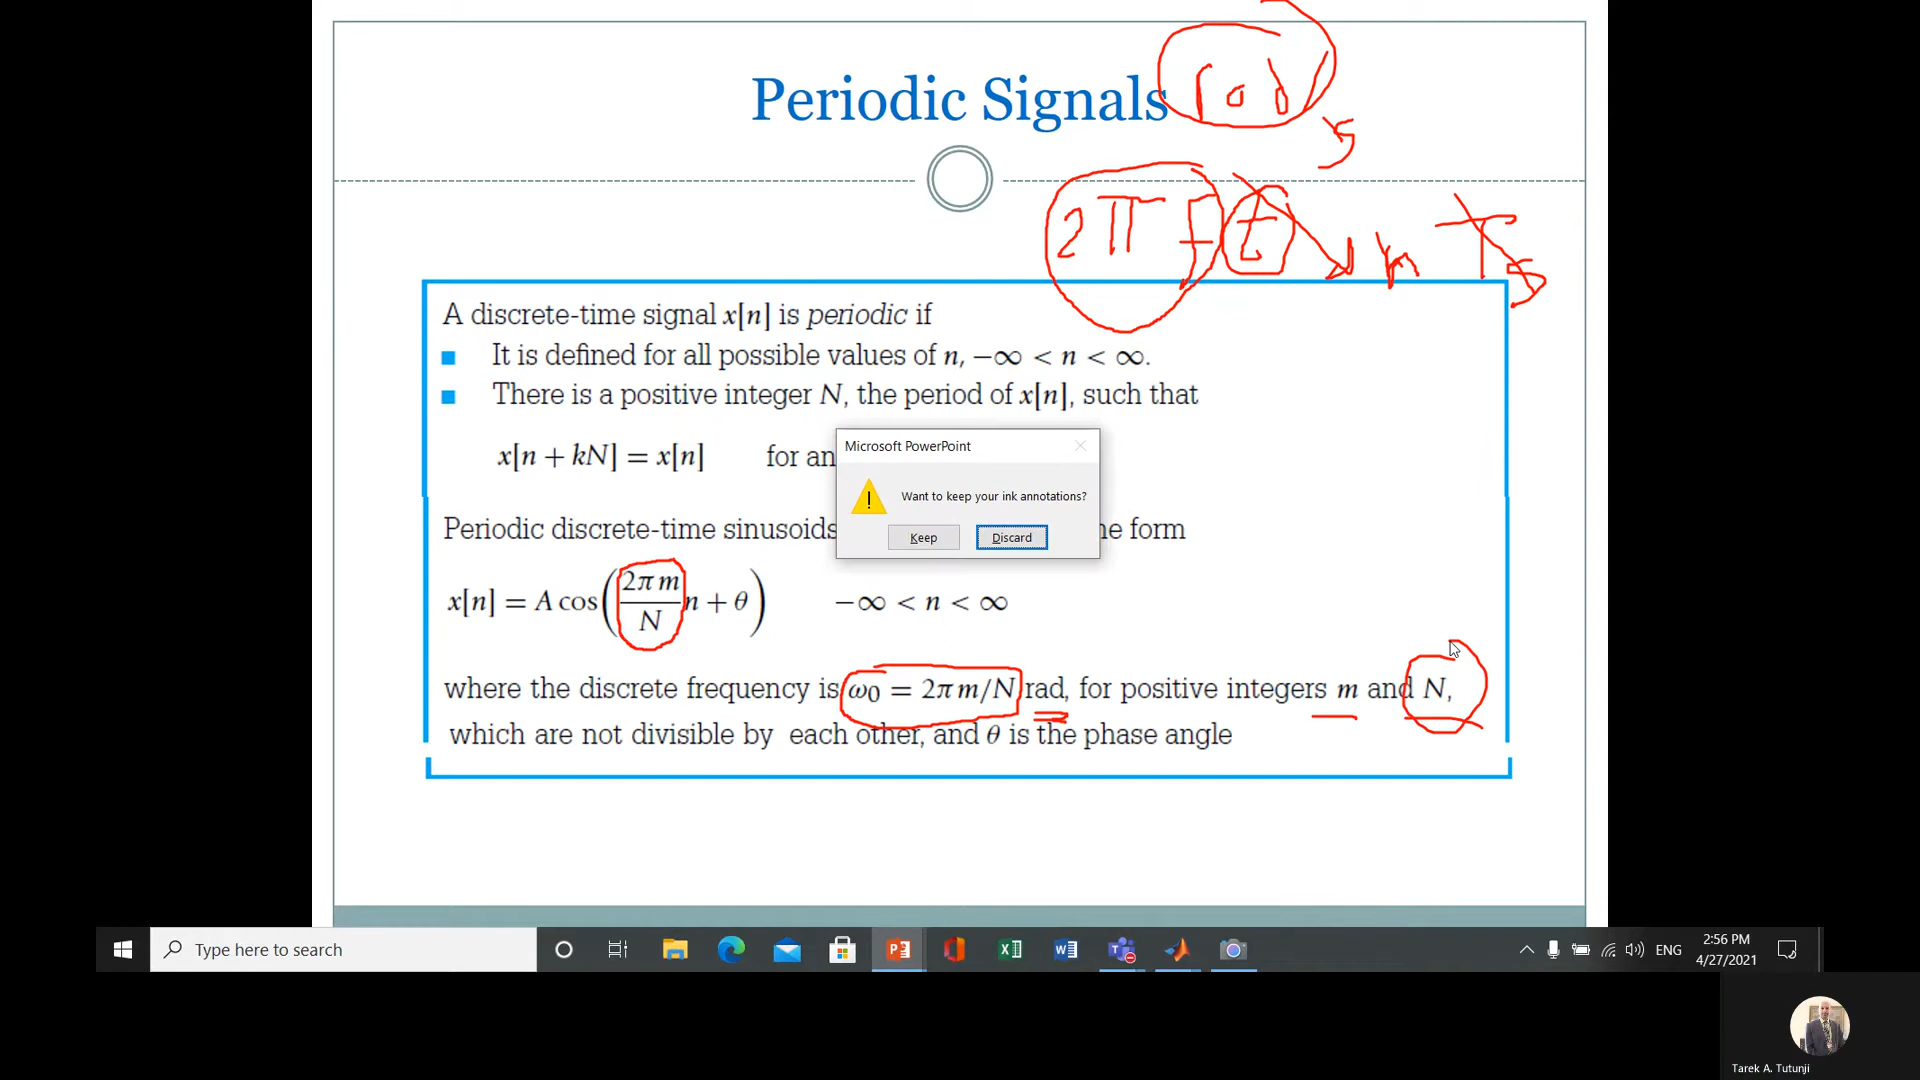 Periodic Signals
rad
s
2π f t n Ts
A discrete-time signal x[n] is periodic if
■ It is defined for all possible values of n, −∞ < n < ∞.
■ There is a positive integer N, the period of x[n], such that
x[n + kN] = x[n] for an
Microsoft PowerPoint
Want to keep your ink annotations?
Keep Discard
Periodic discrete-time sinusoids
he form
x[n] = A cos(2πm/N n + θ) −∞ < n < ∞
where the discrete frequency is ω0 = 2πm/N rad, for positive integers m and N,
which are not divisible by each other, and θ is the phase angle
Type here to search
ENG
2:56 PM
4/27/2021
Tarek A. Tutunji